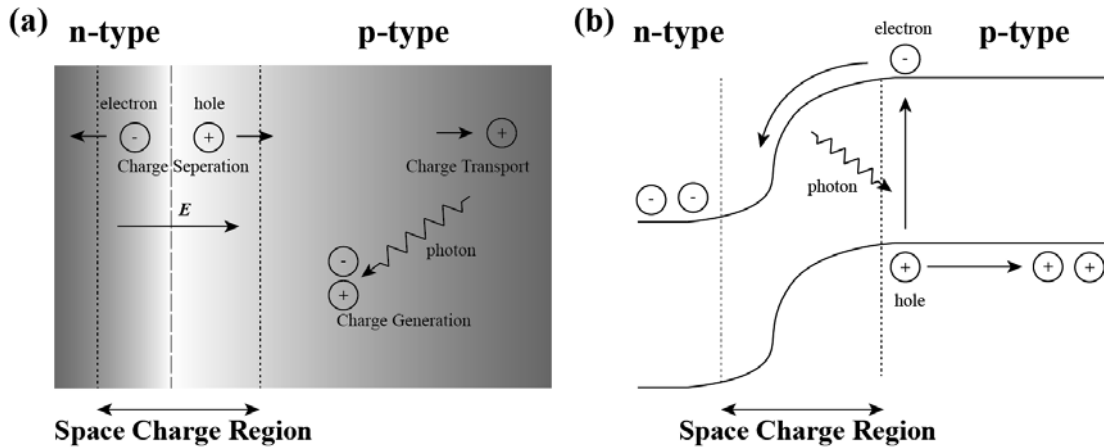 (a)
n-type
p-type
electron
hole
-
+
+
Charge Seperation
Charge Transport
E
photon
-
+
Charge Generation
Space Charge Region
(b)
electron
n-type
p-type
-
photon
- -
+
+ +
hole
Space Charge Region